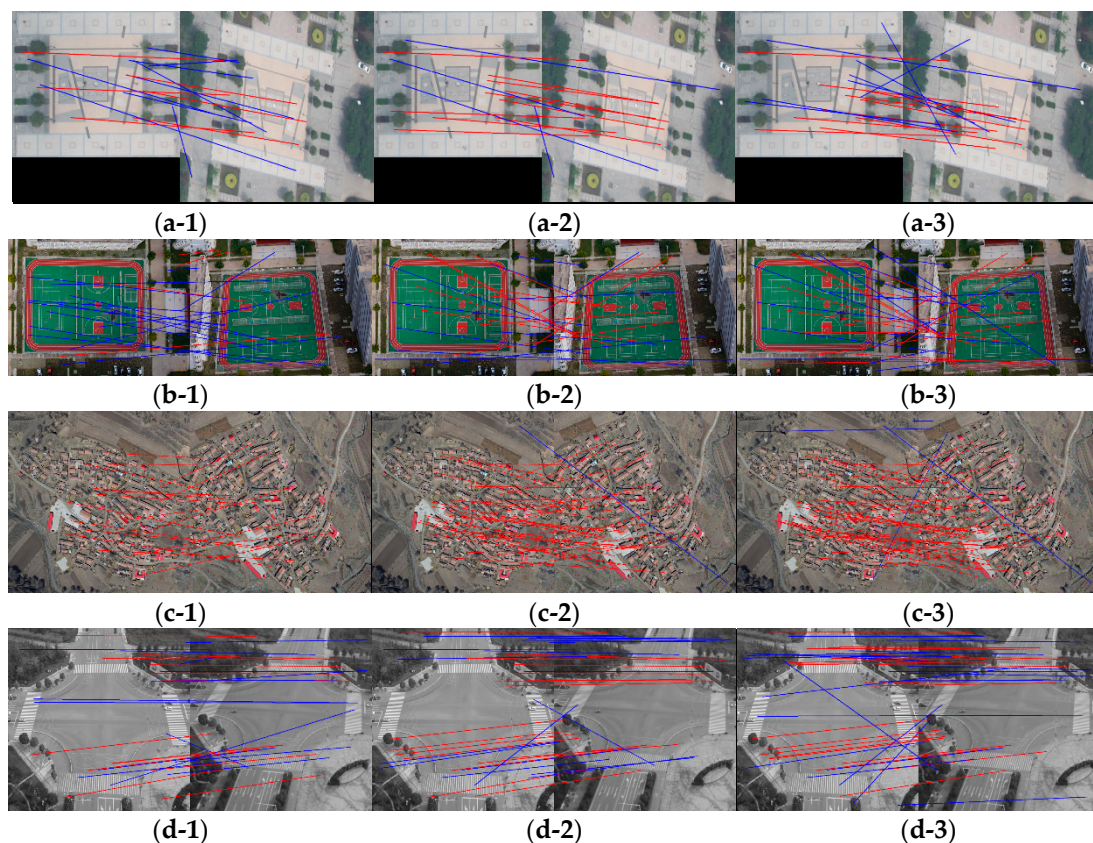 (a-1) (a-2) (a-3)
(b-1) (b-2) (b-3)
(c-1) (c-2) (c-3)
(d-1) (d-2) (d-3)